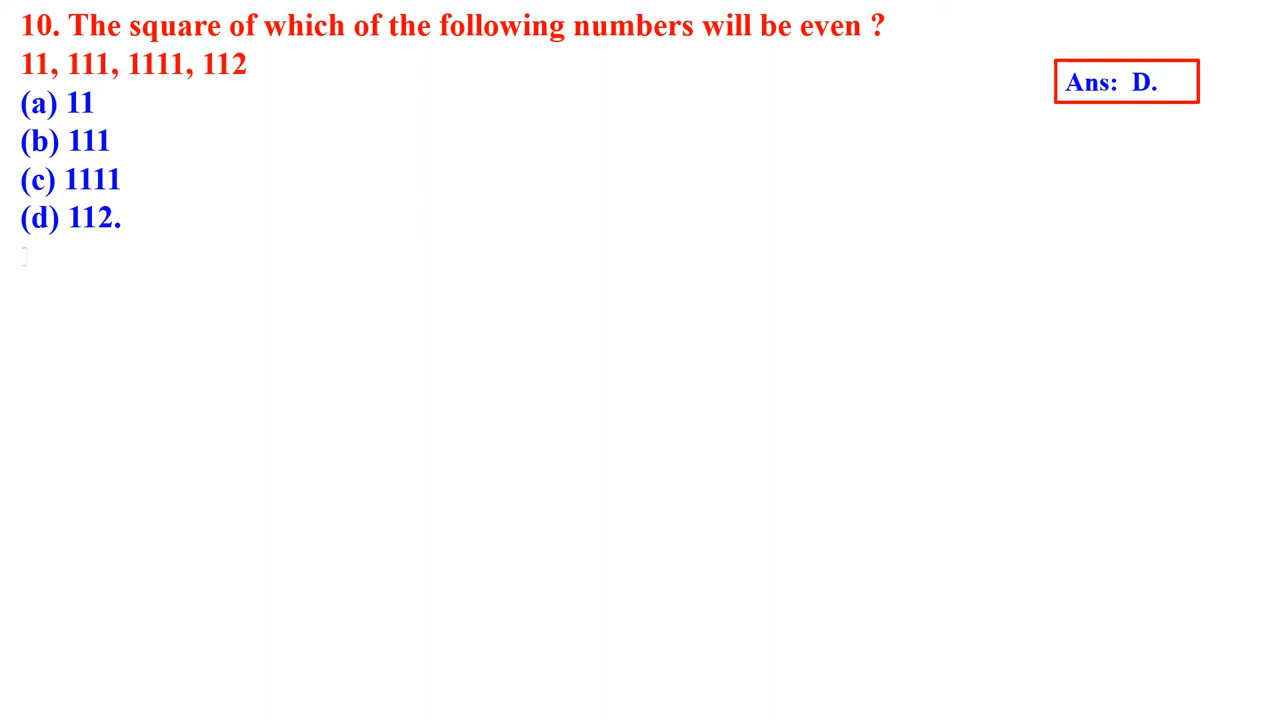 10. The square of which of the following numbers will be even ?
11, 111, 1111, 112
Ans: D.
(a) 11
(b) 111
(c) 1111
(d) 112.